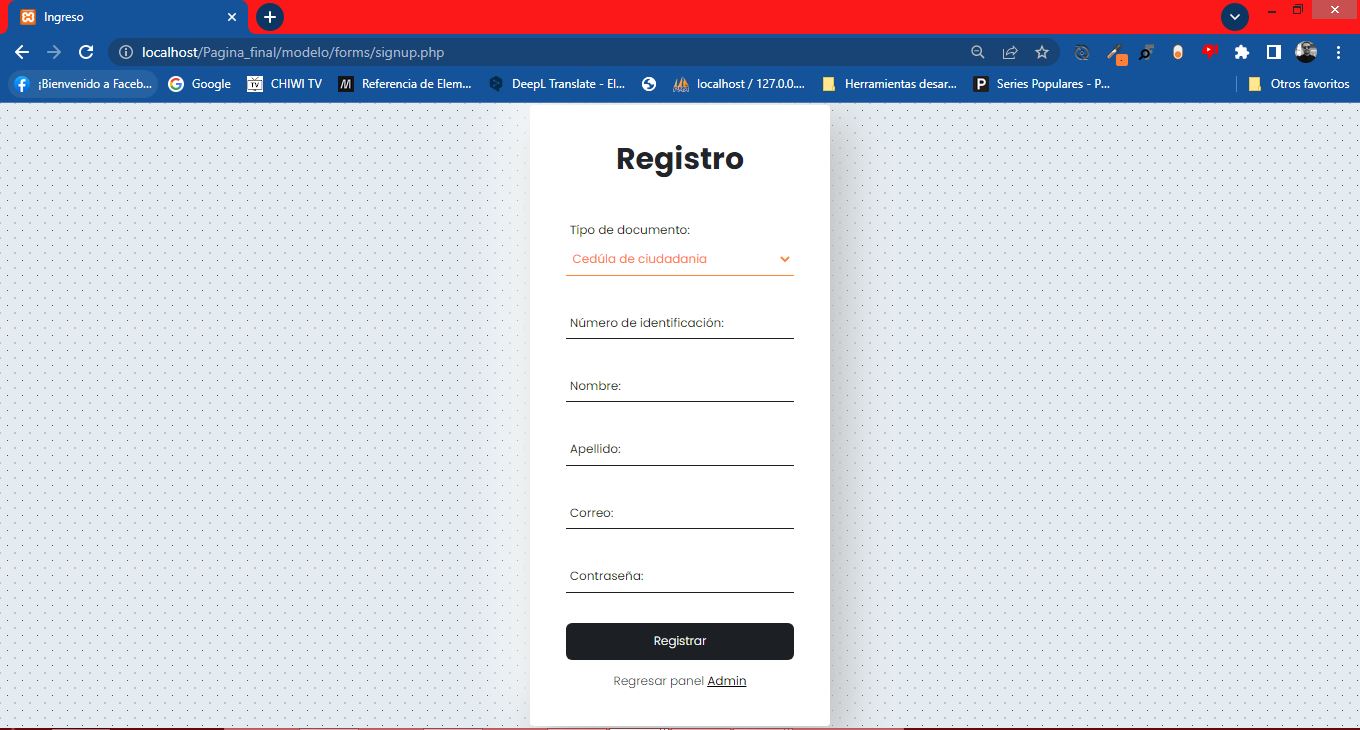 Ingreso
localhost/Pagina_final/modelo/forms/signup.php
¡Bienvenido a Faceb... Google CHIWI TV Referencia de Elem... DeepL Translate - El... localhost / 127.0.0.... Herramientas desar... Series Populares - P... Otros favoritos
Registro
Tipo de documento:
Cedúla de ciudadania
Número de identificación:
Nombre:
Apellido:
Correo:
Contraseña:
Registrar
Regresar panel Admin